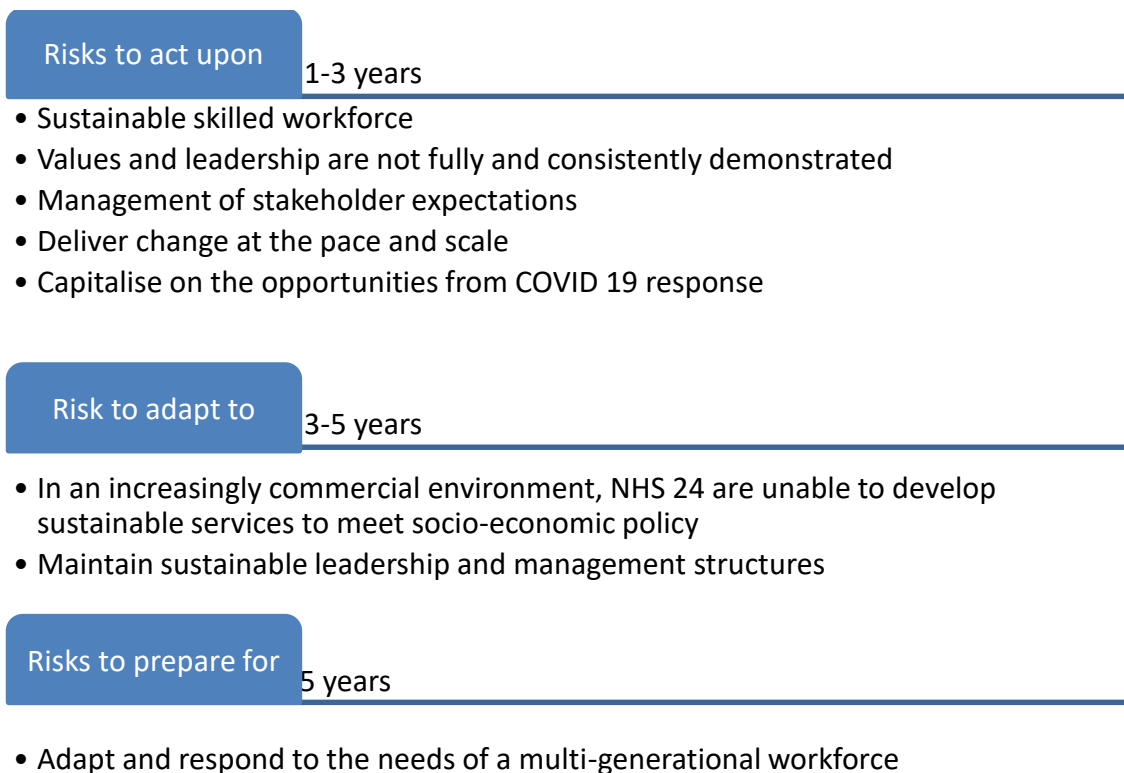 Risks to act upon
1-3 years
• Sustainable skilled workforce
• Values and leadership are not fully and consistently demonstrated
• Management of stakeholder expectations
• Deliver change at the pace and scale
• Capitalise on the opportunities from COVID 19 response
Risk to adapt to
3-5 years
• In an increasingly commercial environment, NHS 24 are unable to develop
sustainable services to meet socio-economic policy
• Maintain sustainable leadership and management structures
Risks to prepare for
5 years
• Adapt and respond to the needs of a multi-generational workforce